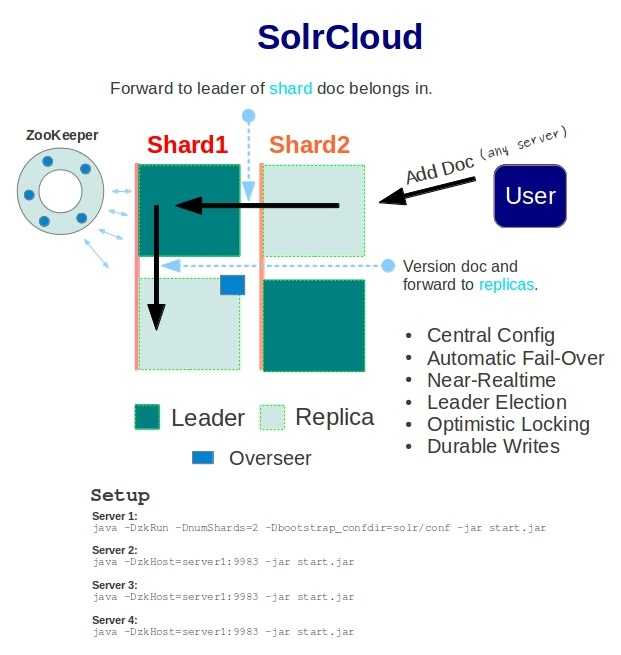 SolrCloud
Forward to leader of shard doc belongs in.
ZooKeeper
Shard1
Shard2
Add Doc (any server)
User
Version doc and
forward to replicas.
• Central Config
• Automatic Fail-Over
• Near-Realtime
• Leader Election
• Optimistic Locking
• Durable Writes
Leader
Replica
Overseer
Setup
Server 1:
java -DzkRun -DnumShards=2 -Dbootstrap_confdir=solr/conf -jar start.jar
Server 2:
java -DzkHost=server1:9983 -jar start.jar
Server 3:
java -DzkHost=server1:9983 -jar start.jar
Server 4:
java -DzkHost=server1:9983 -jar start.jar